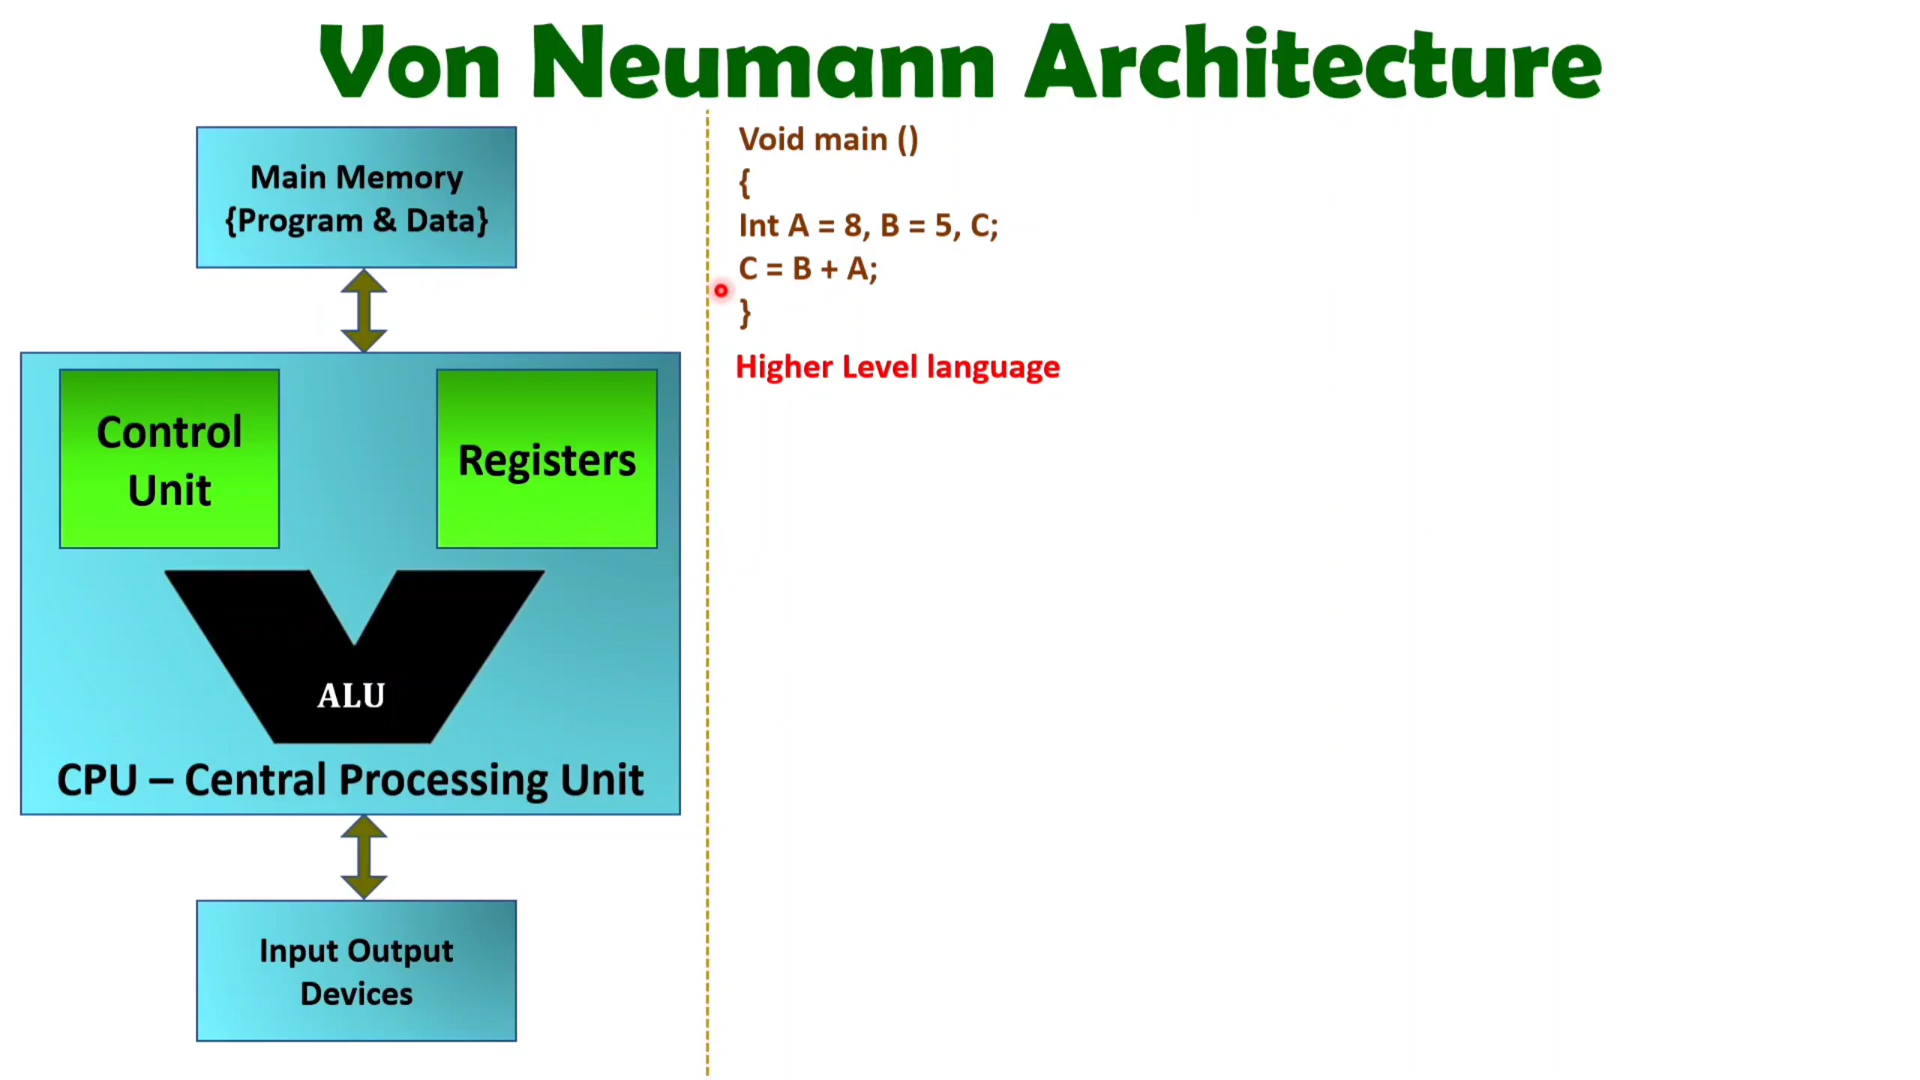 Von Neumann Architecture
Main Memory
{Program & Data}
Control
Unit
Registers
ALU
CPU – Central Processing Unit
Input Output
Devices
Void main ()
{
Int A = 8, B = 5, C;
C = B + A;
}
Higher Level language